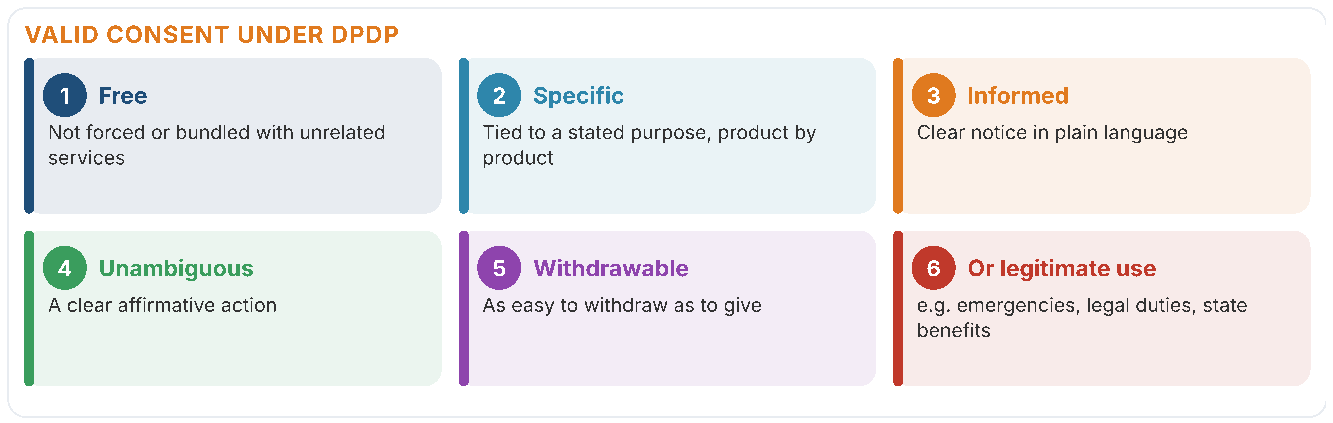 VALID CONSENT UNDER DPDP
1 Free
Not forced or bundled with unrelated
services
2 Specific
Tied to a stated purpose, product by
product
3 Informed
Clear notice in plain language
4 Unambiguous
A clear affirmative action
5 Withdrawable
As easy to withdraw as to give
6 Or legitimate use
e.g. emergencies, legal duties, state
benefits